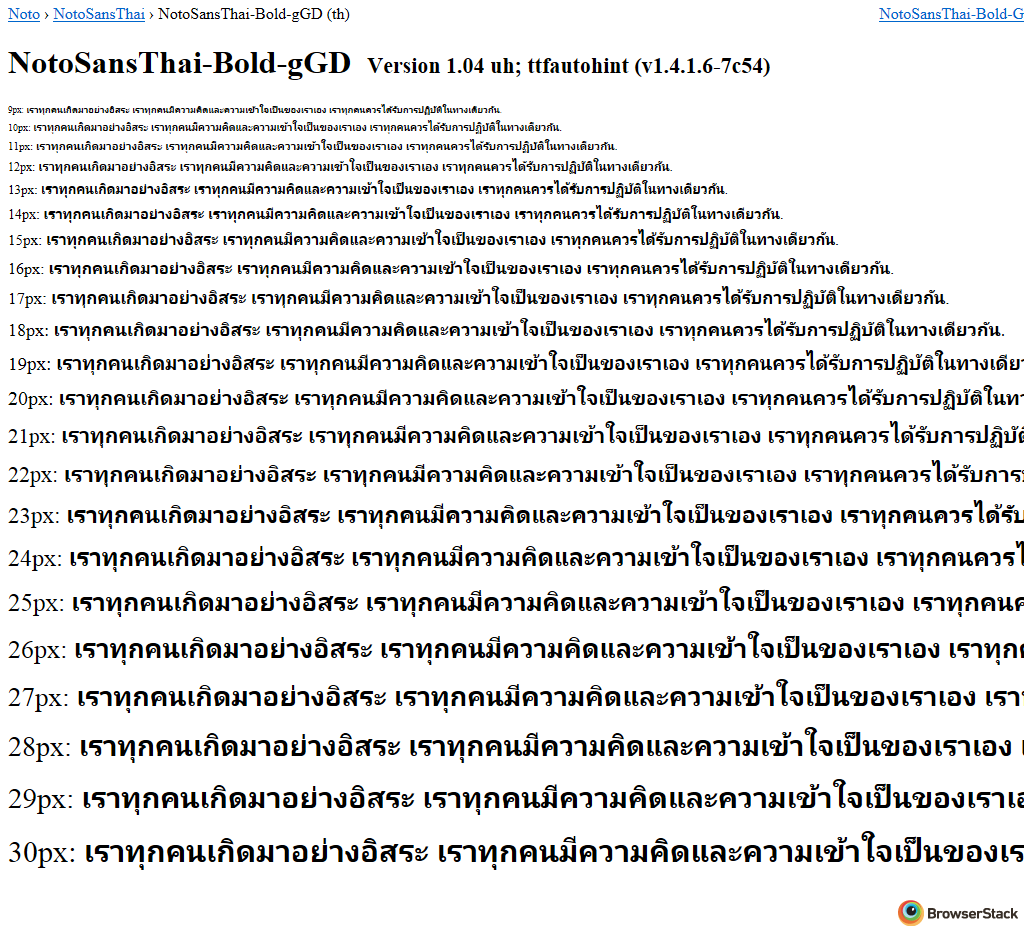 Noto › NotoSansThai › NotoSansThai-Bold-gGD (th) NotoSansThai-Bold-G
NotoSansThai-Bold-gGD Version 1.04 uh; ttfautohint (v1.4.1.6-7c54)
9px: เราทุกคนเกิดมาอย่างอิสระ เราทุกคนมีความคิดและความเข้าใจเป็นของเราเอง เราทุกคนควรได้รับการปฏิบัติในทางเดียวกัน.
10px: เราทุกคนเกิดมาอย่างอิสระ เราทุกคนมีความคิดและความเข้าใจเป็นของเราเอง เราทุกคนควรได้รับการปฏิบัติในทางเดียวกัน.
11px: เราทุกคนเกิดมาอย่างอิสระ เราทุกคนมีความคิดและความเข้าใจเป็นของเราเอง เราทุกคนควรได้รับการปฏิบัติในทางเดียวกัน.
12px: เราทุกคนเกิดมาอย่างอิสระ เราทุกคนมีความคิดและความเข้าใจเป็นของเราเอง เราทุกคนควรได้รับการปฏิบัติในทางเดียวกัน.
13px: เราทุกคนเกิดมาอย่างอิสระ เราทุกคนมีความคิดและความเข้าใจเป็นของเราเอง เราทุกคนควรได้รับการปฏิบัติในทางเดียวกัน.
14px: เราทุกคนเกิดมาอย่างอิสระ เราทุกคนมีความคิดและความเข้าใจเป็นของเราเอง เราทุกคนควรได้รับการปฏิบัติในทางเดียวกัน.
15px: เราทุกคนเกิดมาอย่างอิสระ เราทุกคนมีความคิดและความเข้าใจเป็นของเราเอง เราทุกคนควรได้รับการปฏิบัติในทางเดียวกัน.
16px: เราทุกคนเกิดมาอย่างอิสระ เราทุกคนมีความคิดและความเข้าใจเป็นของเราเอง เราทุกคนควรได้รับการปฏิบัติในทางเดียวกัน.
17px: เราทุกคนเกิดมาอย่างอิสระ เราทุกคนมีความคิดและความเข้าใจเป็นของเราเอง เราทุกคนควรได้รับการปฏิบัติในทางเดียวกัน.
18px: เราทุกคนเกิดมาอย่างอิสระ เราทุกคนมีความคิดและความเข้าใจเป็นของเราเอง เราทุกคนควรได้รับการปฏิบัติในทางเดียวกัน.
19px: เราทุกคนเกิดมาอย่างอิสระ เราทุกคนมีความคิดและความเข้าใจเป็นของเราเอง เราทุกคนควรได้รับการปฏิบัติในทางเดีย
20px: เราทุกคนเกิดมาอย่างอิสระ เราทุกคนมีความคิดและความเข้าใจเป็นของเราเอง เราทุกคนควรได้รับการปฏิบัติในทา
21px: เราทุกคนเกิดมาอย่างอิสระ เราทุกคนมีความคิดและความเข้าใจเป็นของเราเอง เราทุกคนควรได้รับการปฏิบัติ
22px: เราทุกคนเกิดมาอย่างอิสระ เราทุกคนมีความคิดและความเข้าใจเป็นของเราเอง เราทุกคนควรได้รับการ
23px: เราทุกคนเกิดมาอย่างอิสระ เราทุกคนมีความคิดและความเข้าใจเป็นของเราเอง เราทุกคนควรได้รับ
24px: เราทุกคนเกิดมาอย่างอิสระ เราทุกคนมีความคิดและความเข้าใจเป็นของเราเอง เราทุกคนควรไ
25px: เราทุกคนเกิดมาอย่างอิสระ เราทุกคนมีความคิดและความเข้าใจเป็นของเราเอง เราทุกคนค
26px: เราทุกคนเกิดมาอย่างอิสระ เราทุกคนมีความคิดและความเข้าใจเป็นของเราเอง เราทุกค
27px: เราทุกคนเกิดมาอย่างอิสระ เราทุกคนมีความคิดและความเข้าใจเป็นของเราเอง เรา
28px: เราทุกคนเกิดมาอย่างอิสระ เราทุกคนมีความคิดและความเข้าใจเป็นของเราเอง เ
29px: เราทุกคนเกิดมาอย่างอิสระ เราทุกคนมีความคิดและความเข้าใจเป็นของเราเอ
30px: เราทุกคนเกิดมาอย่างอิสระ เราทุกคนมีความคิดและความเข้าใจเป็นของเร
BrowserStack